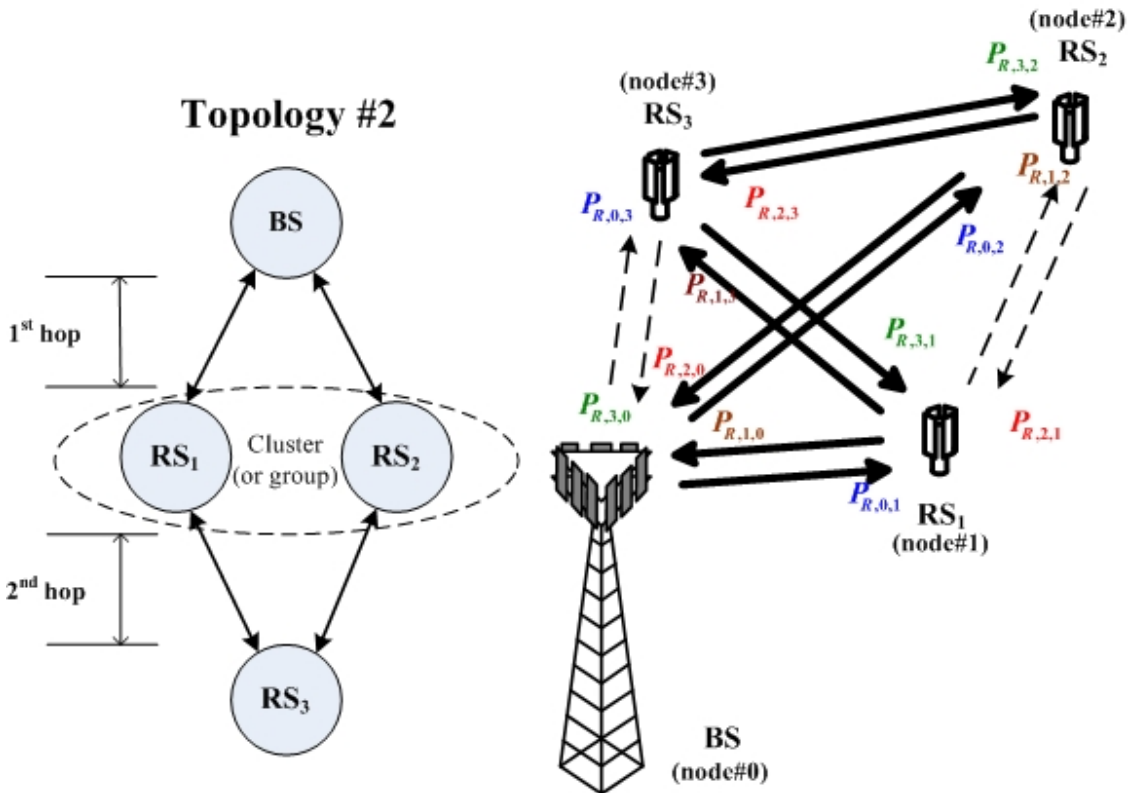 Topology #2
BS
1st hop
RS1
Cluster
(or group)
RS2
2nd hop
RS3
(node#2)
RS2
PR,3,2
(node#3)
RS3
PR,1,2
PR,0,3
PR,2,3
PR,0,2
PR,1,3
PR,3,1
PR,2,0
PR,3,0
PR,1,0
PR,2,1
PR,0,1
RS1
(node#1)
BS
(node#0)